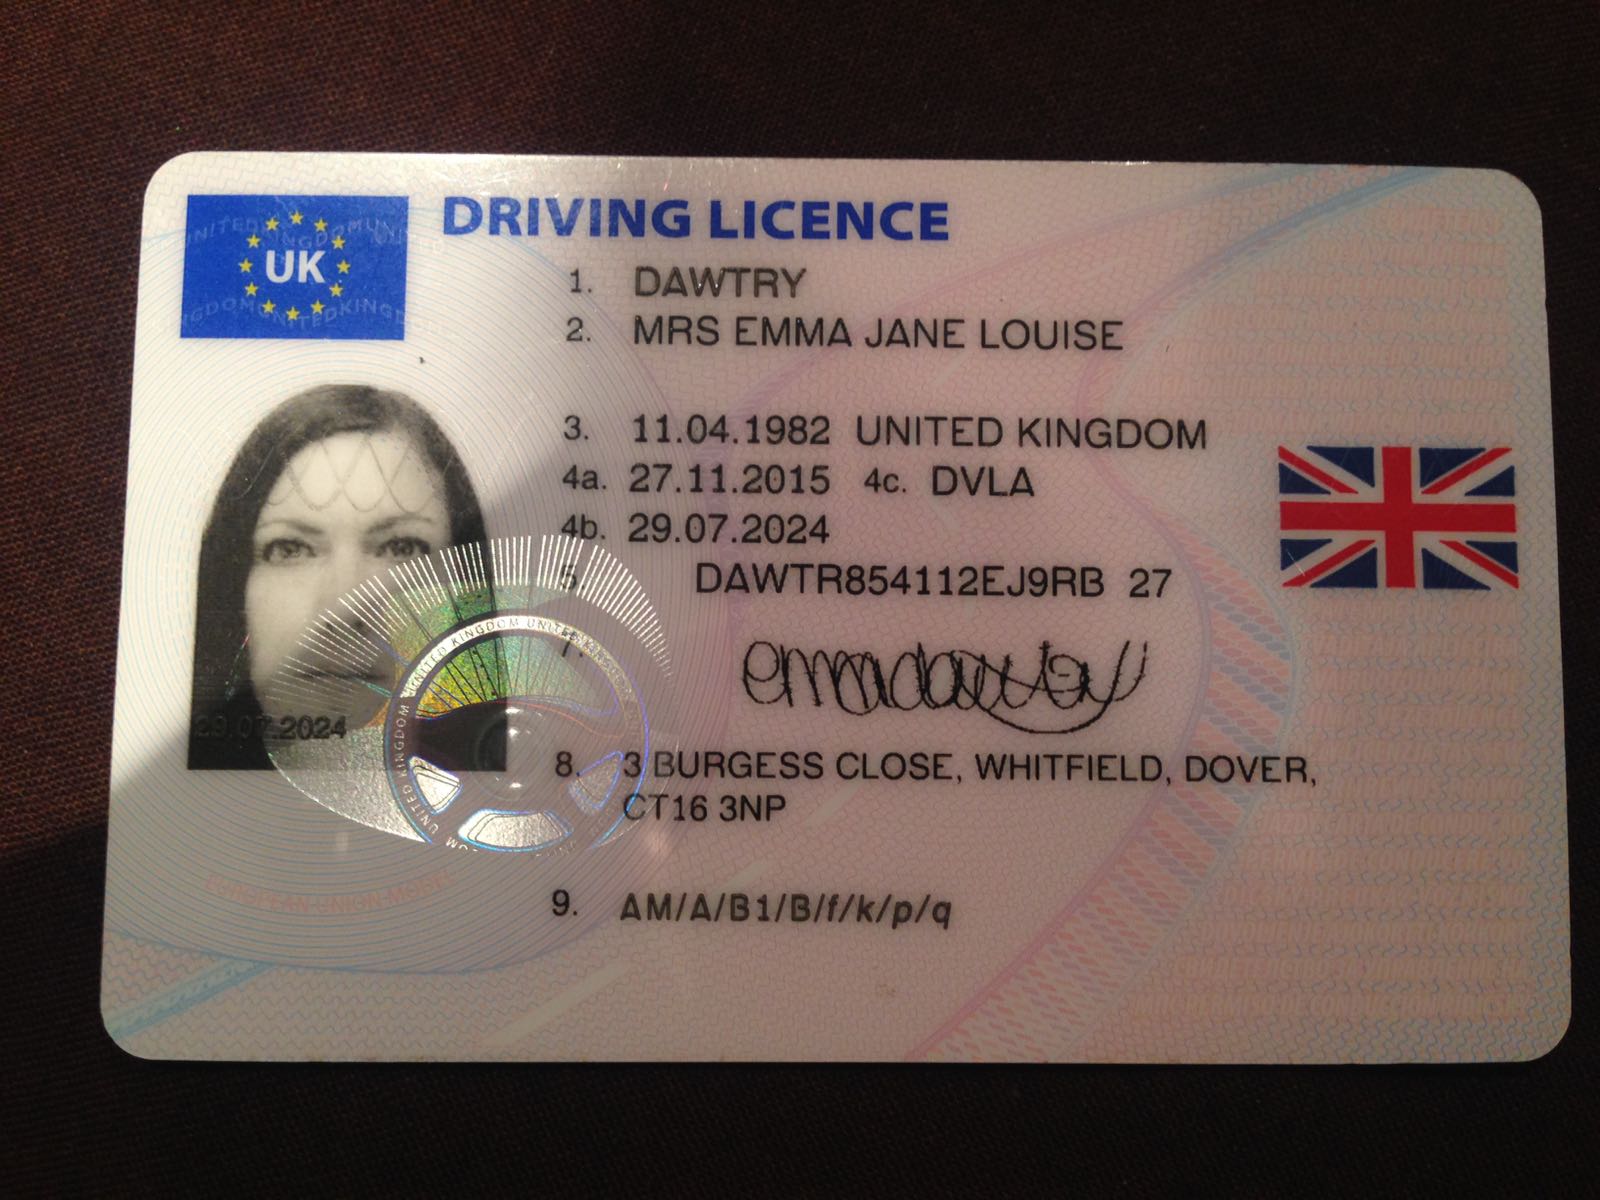 UK
DRIVING LICENCE
1. DAWTRY
2. MRS EMMA JANE LOUISE
3. 11.04.1982 UNITED KINGDOM
4a. 27.11.2015 4c. DVLA
4b. 29.07.2024
5. DAWTR854112EJ9RB 27
7. emmadawtry
29.07.2024
8. 3 BURGESS CLOSE, WHITFIELD, DOVER,
CT16 3NP
EUROPEAN UNION MODEL
9. AM/A/B1/B/f/k/p/q
UNITED KINGDOM UNITED KINGDOM